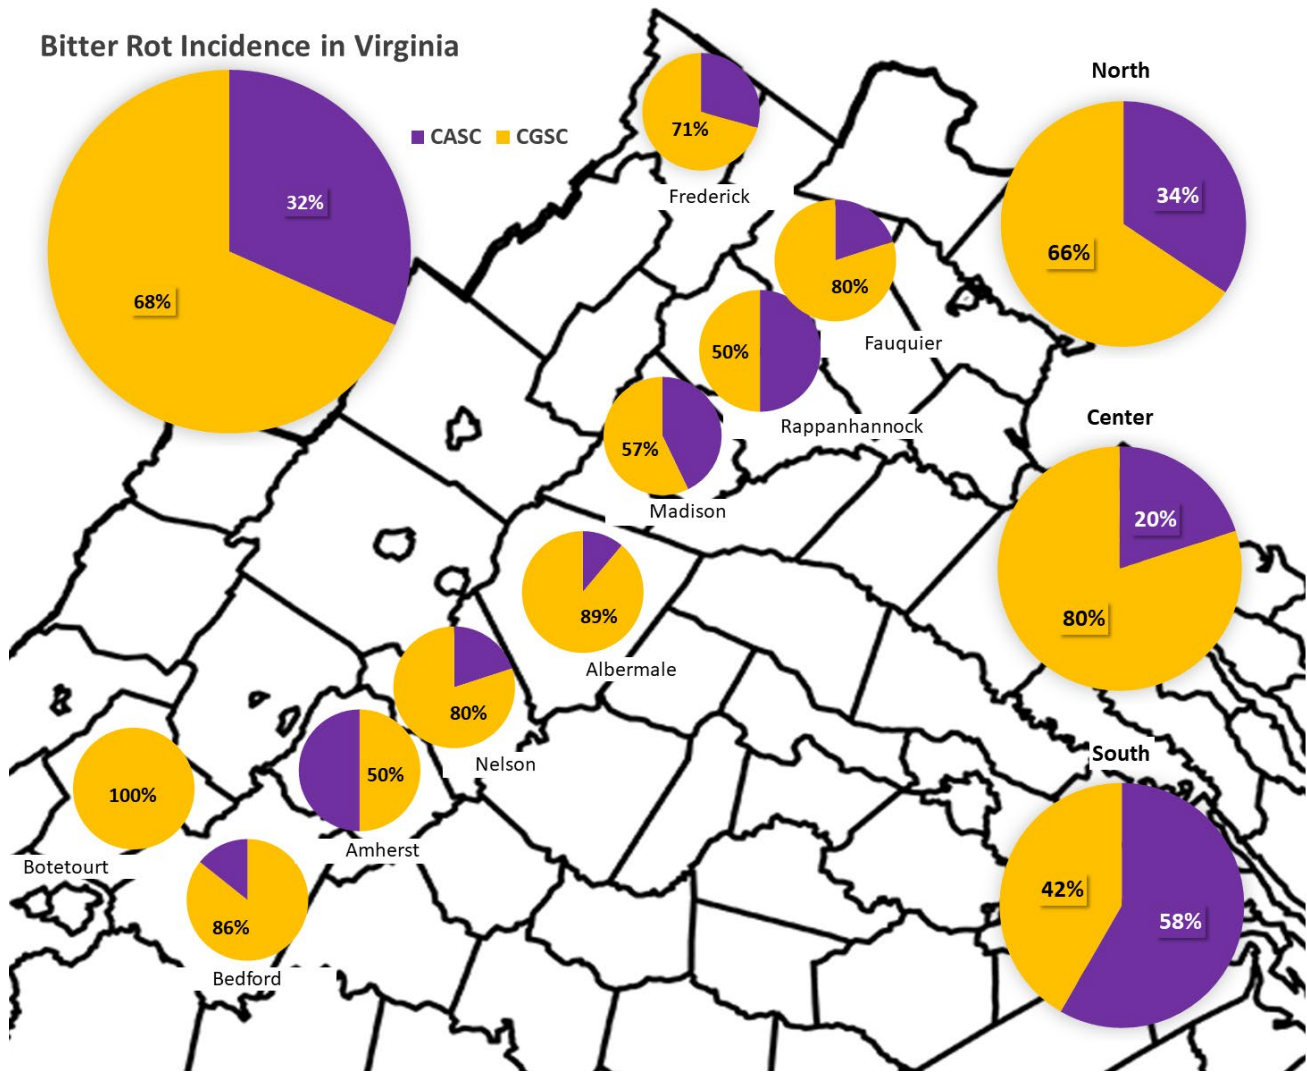 Bitter Rot Incidence in Virginia
CASC CGSC
32%
68%
71%
Frederick
80%
Fauquier
50%
Rappanhannock
57%
Madison
89%
Albermale
80%
Nelson
50%
Amherst
100%
Botetourt
86%
Bedford
North
34%
66%
Center
20%
80%
South
42%
58%